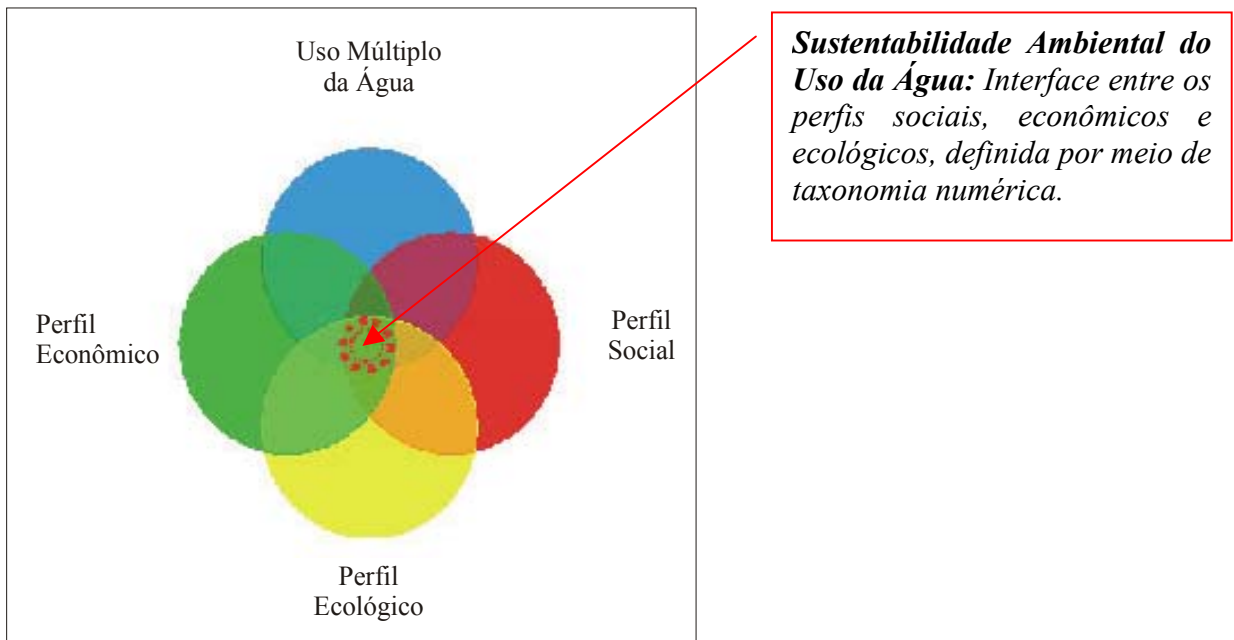 Uso Múltiplo
da Água
Sustentabilidade Ambiental do
Uso da Água: Interface entre os
perfis sociais, econômicos e
ecológicos, definida por meio de
taxonomia numérica.
Perfil
Econômico
Perfil
Social
Perfil
Ecológico